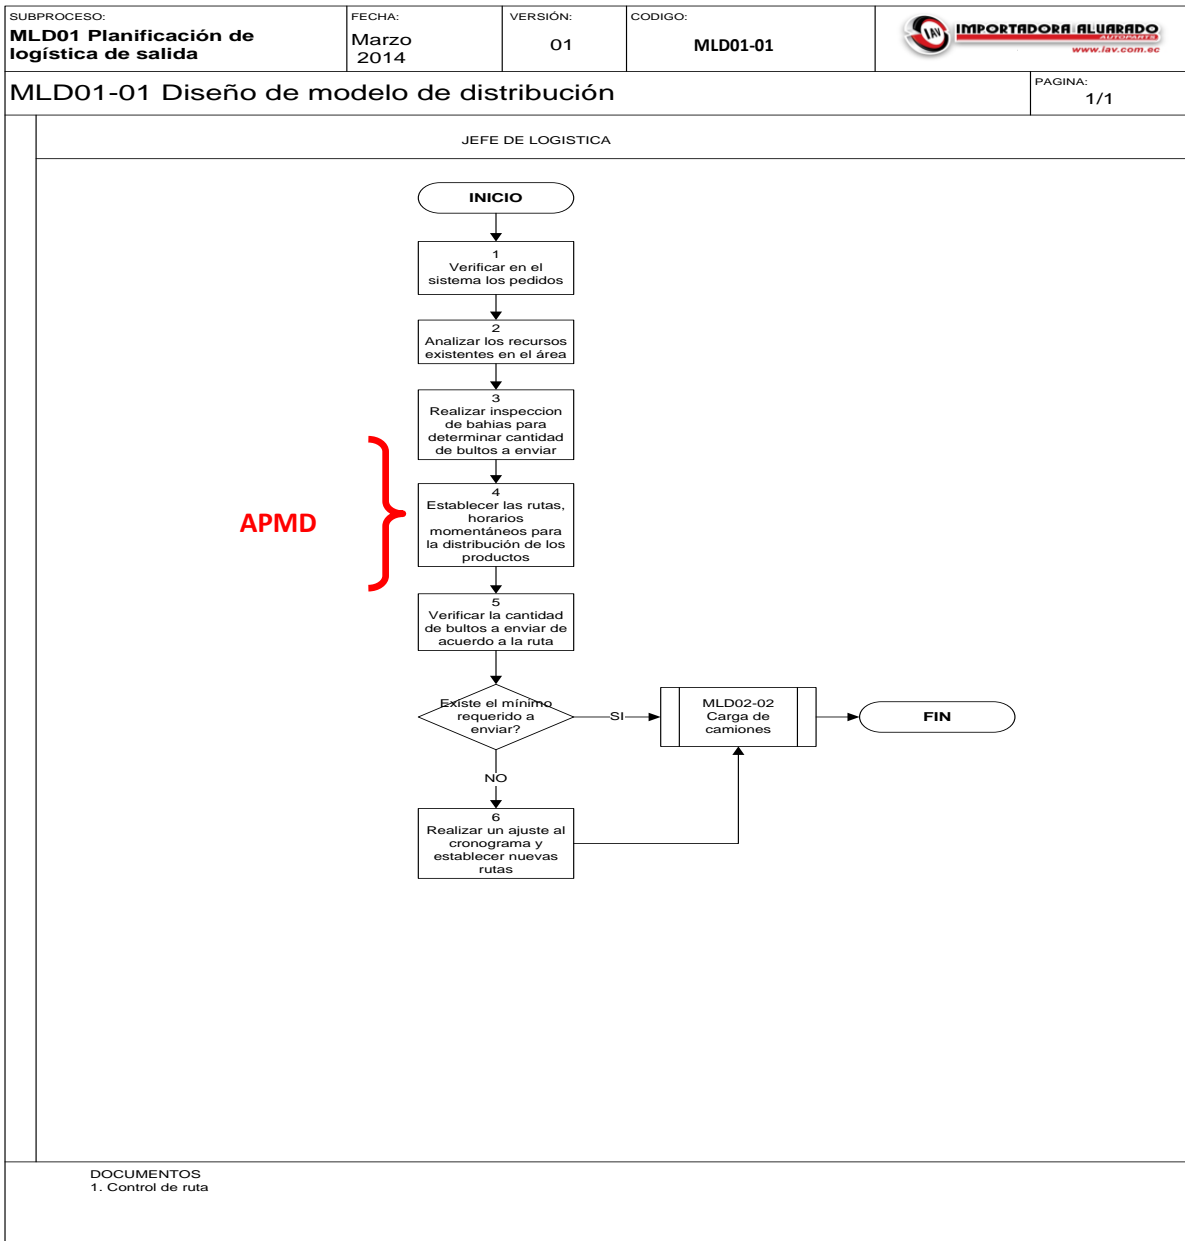 SUBPROCESO:
MLD01 Planificación de
logística de salida
FECHA:
Marzo
2014
VERSIÓN:
01
CODIGO:
MLD01-01
IAV
IMPORTADORA ALVARADO
AUTOPARTS
www.iav.com.ec
MLD01-01 Diseño de modelo de distribución
PAGINA:
1/1
JEFE DE LOGISTICA
INICIO
1
Verificar en el
sistema los pedidos
2
Analizar los recursos
existentes en el área
3
Realizar inspeccion
de bahias para
determinar cantidad
de bultos a enviar
APMD
4
Establecer las rutas,
horarios
momentáneos para
la distribución de los
productos
5
Verificar la cantidad
de bultos a enviar de
acuerdo a la ruta
Existe el mínimo
requerido a
enviar?
SI
MLD02-02
Carga de
camiones
FIN
NO
6
Realizar un ajuste al
cronograma y
establecer nuevas
rutas
DOCUMENTOS
1. Control de ruta